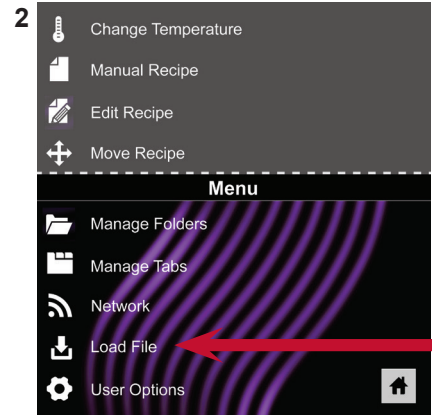 2
Change Temperature
Manual Recipe
Edit Recipe
Move Recipe
Menu
Manage Folders
Manage Tabs
Network
Load File
User Options